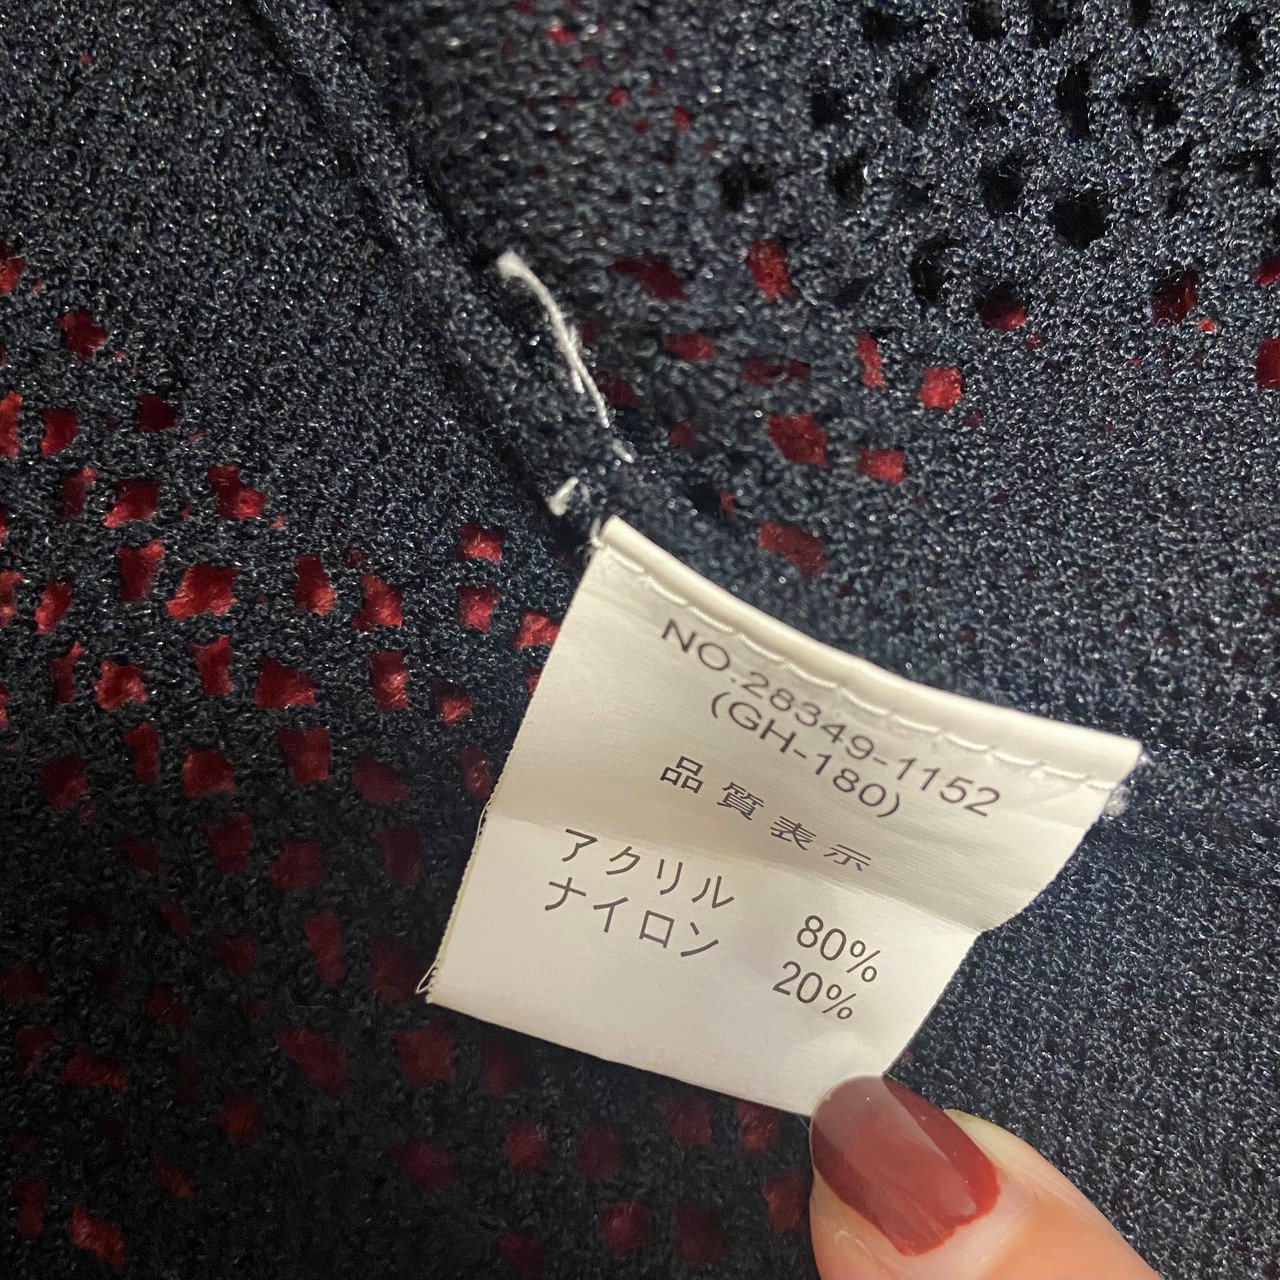 NO.28349-1152
(GH-180)
品質表示
アクリル 80%
ナイロン 20%